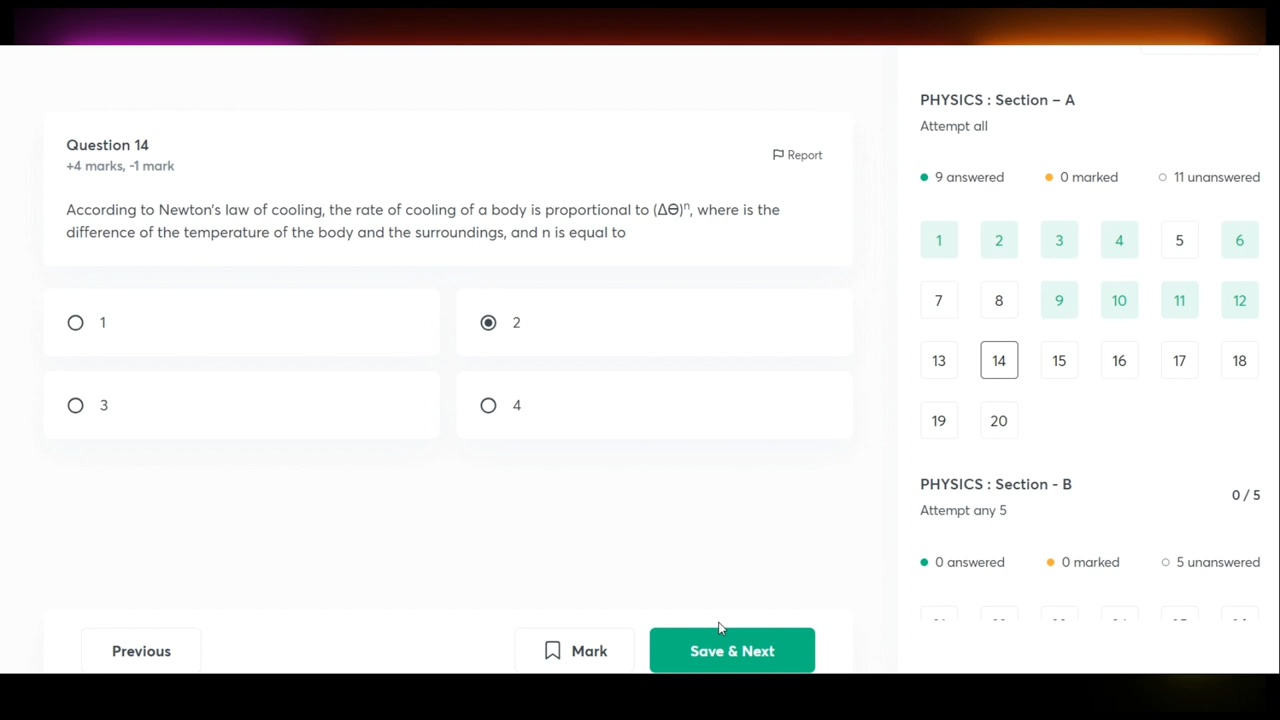 Question 14
+4 marks, -1 mark
Report
According to Newton's law of cooling, the rate of cooling of a body is proportional to (ΔΘ)ⁿ, where is the
difference of the temperature of the body and the surroundings, and n is equal to
1
2
3
4
Previous
Mark
Save & Next
PHYSICS : Section – A
Attempt all
9 answered
0 marked
11 unanswered
1 2 3 4 5 6
7 8 9 10 11 12
13 14 15 16 17 18
19 20
PHYSICS : Section - B
0 / 5
Attempt any 5
0 answered
0 marked
5 unanswered